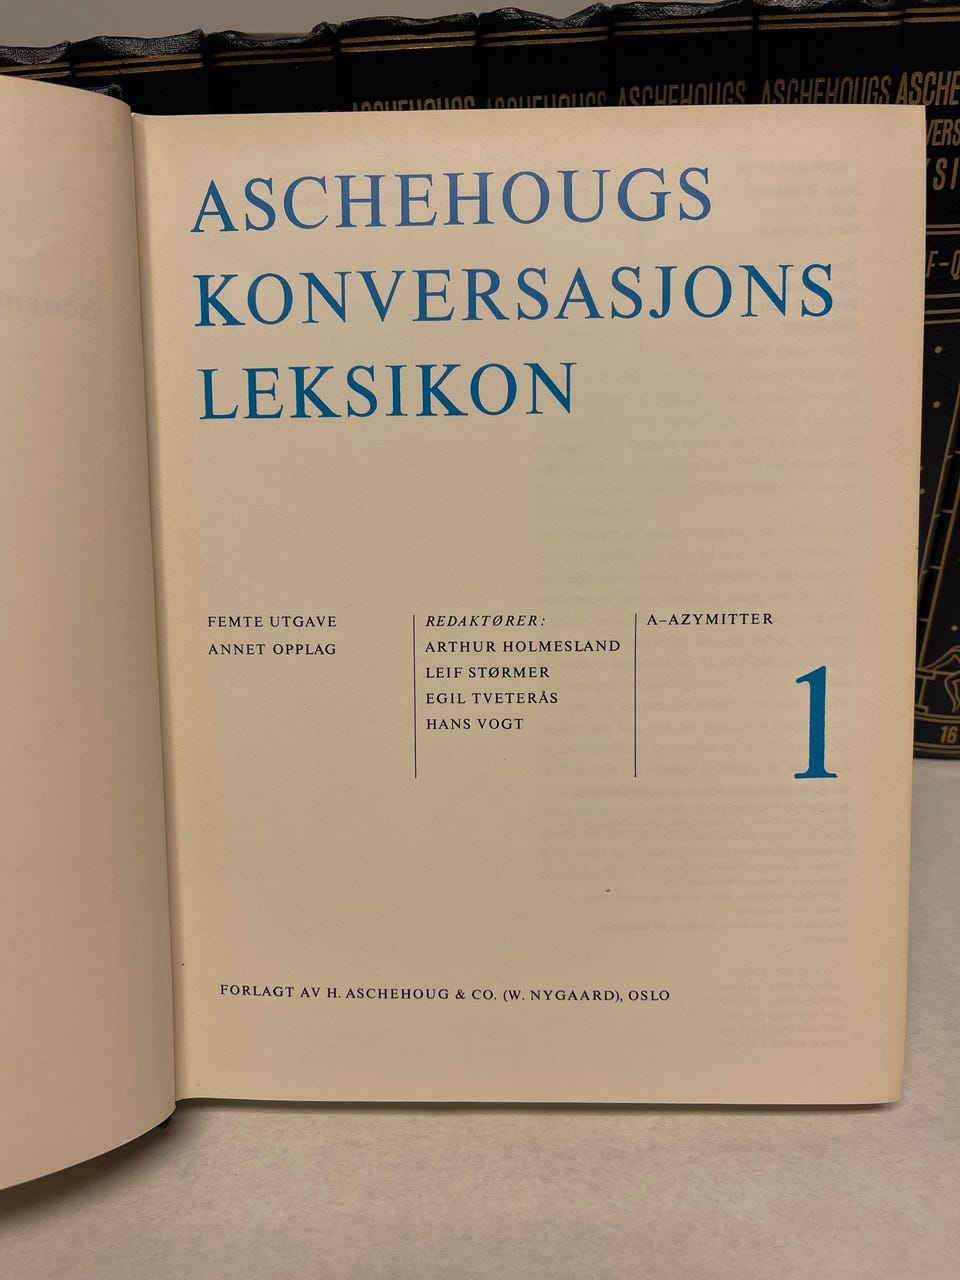 ASCHEHOUGS ASCHEHOUGS ASCHEHOUGS ASCHEHOUGS
ASCHEHOUGS
KONVERSASJONS
LEKSIKON
FEMTE UTGAVE
ANNET OPPLAG
REDAKTØRER:
ARTHUR HOLMESLAND
LEIF STØRMER
EGIL TVETERÅS
HANS VOGT
A–AZYMITTER
1
FORLAGT AV H. ASCHEHOUG & CO. (W. NYGAARD), OSLO
16